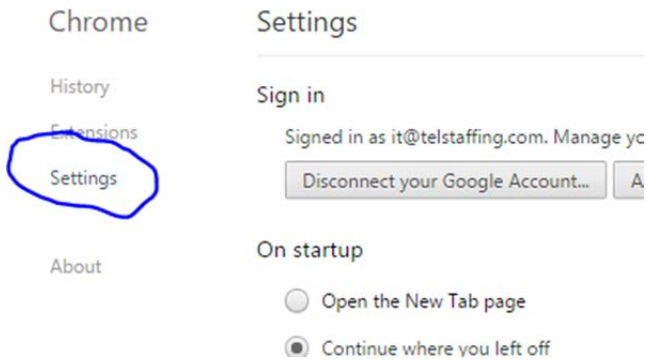 Chrome
History
Extensions
Settings
About
Settings
Sign in
Signed in as it@telstaffing.com. Manage yo
Disconnect your Google Account...
On startup
Open the New Tab page
Continue where you left off